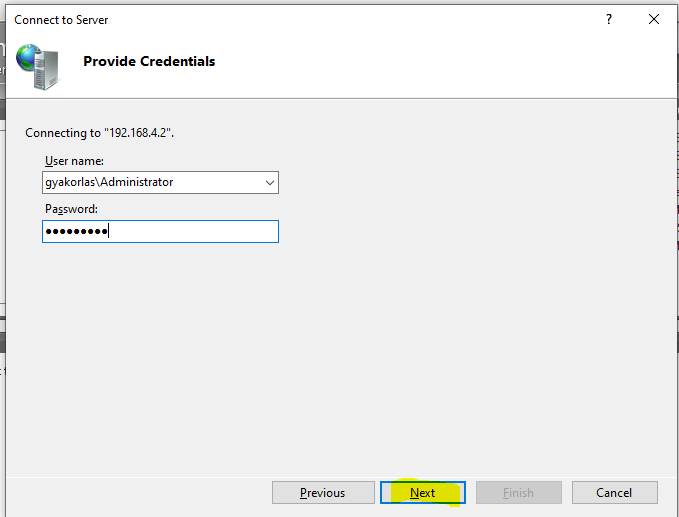 Connect to Server
?
Provide Credentials
Connecting to "192.168.4.2".
User name:
gyakorlas\Administrator
Password:
●●●●●●●●●
Previous
Next
Finish
Cancel